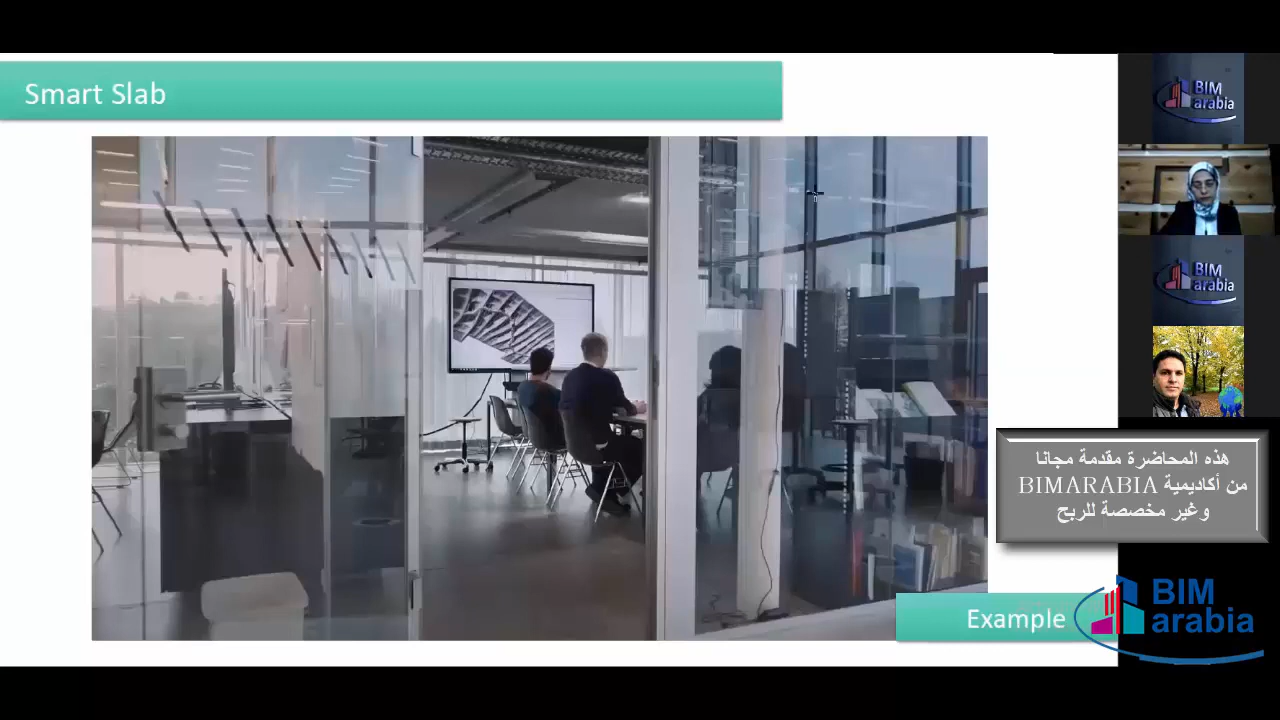 Smart Slab
BIM
arabia
BIM
arabia
هذه المحاضرة مقدمة مجانا
من أكاديمية BIMARABIA
وغير مخصصة للربح
Example
BIM
arabia